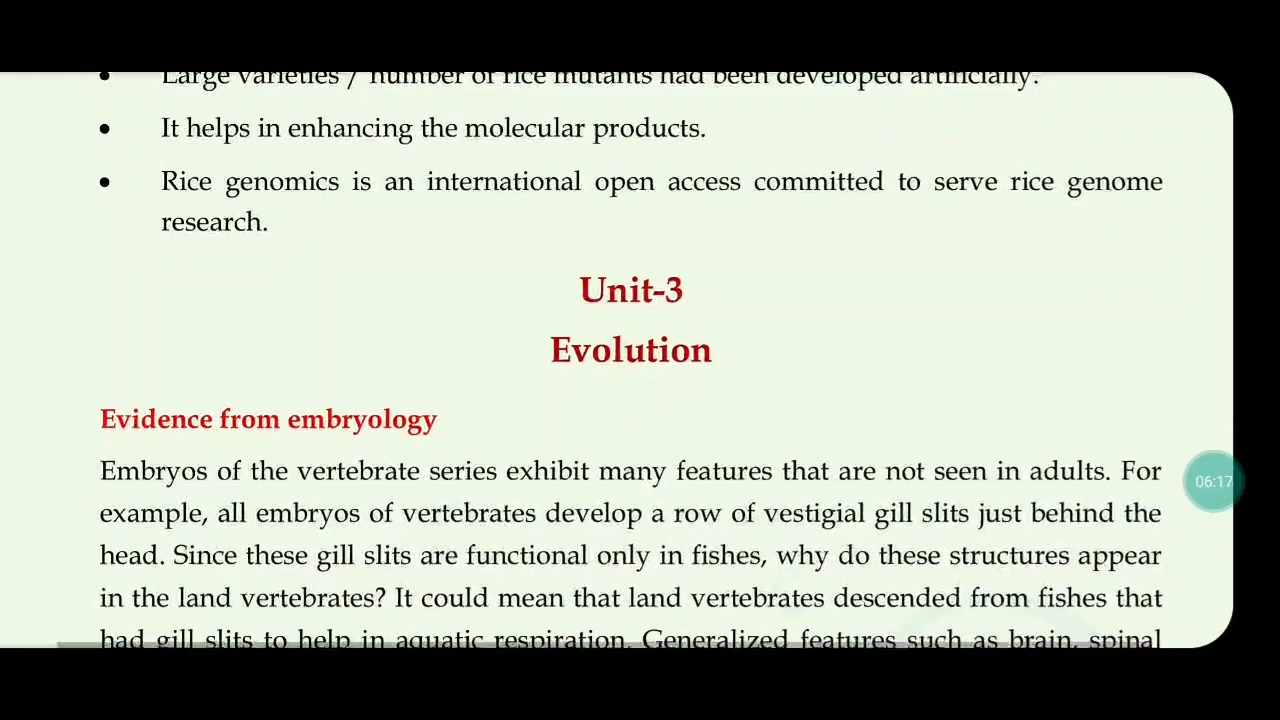 • Large varieties / number of rice mutants had been developed artificially.
• It helps in enhancing the molecular products.
• Rice genomics is an international open access committed to serve rice genome
research.
Unit-3
Evolution
Evidence from embryology
Embryos of the vertebrate series exhibit many features that are not seen in adults. For
example, all embryos of vertebrates develop a row of vestigial gill slits just behind the
head. Since these gill slits are functional only in fishes, why do these structures appear
06:17
in the land vertebrates? It could mean that land vertebrates descended from fishes that
had gill slits to help in aquatic respiration. Generalized features such as brain, spinal